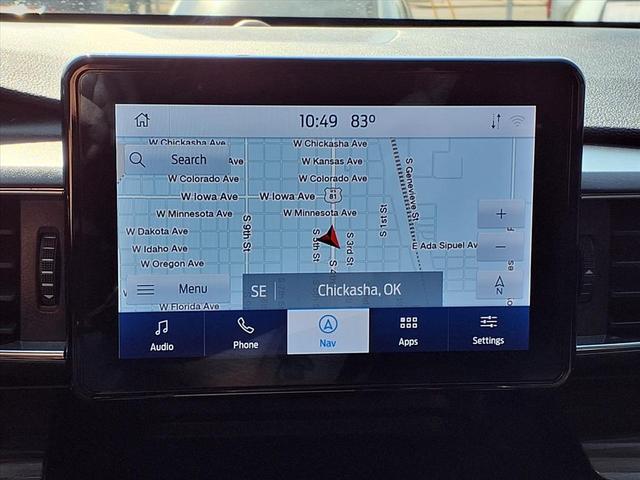 10:49 83°
W Chickasha Ave W Chickasha Ave
Search Ave W Kansas Ave
W Colorado Ave W Colorado Ave
W Iowa Ave W Iowa Ave 81
W Minnesota Ave W Minnesota Ave
W Dakota Ave
W Idaho Ave
W Oregon Ave
S 9th St
S 5th St
S 3rd St
S 1st St
S Genevieve St
E Ada Sipuel Av
+
−
N
Menu SE Chickasha, OK
W Florida Ave
Audio Phone Nav Apps Settings